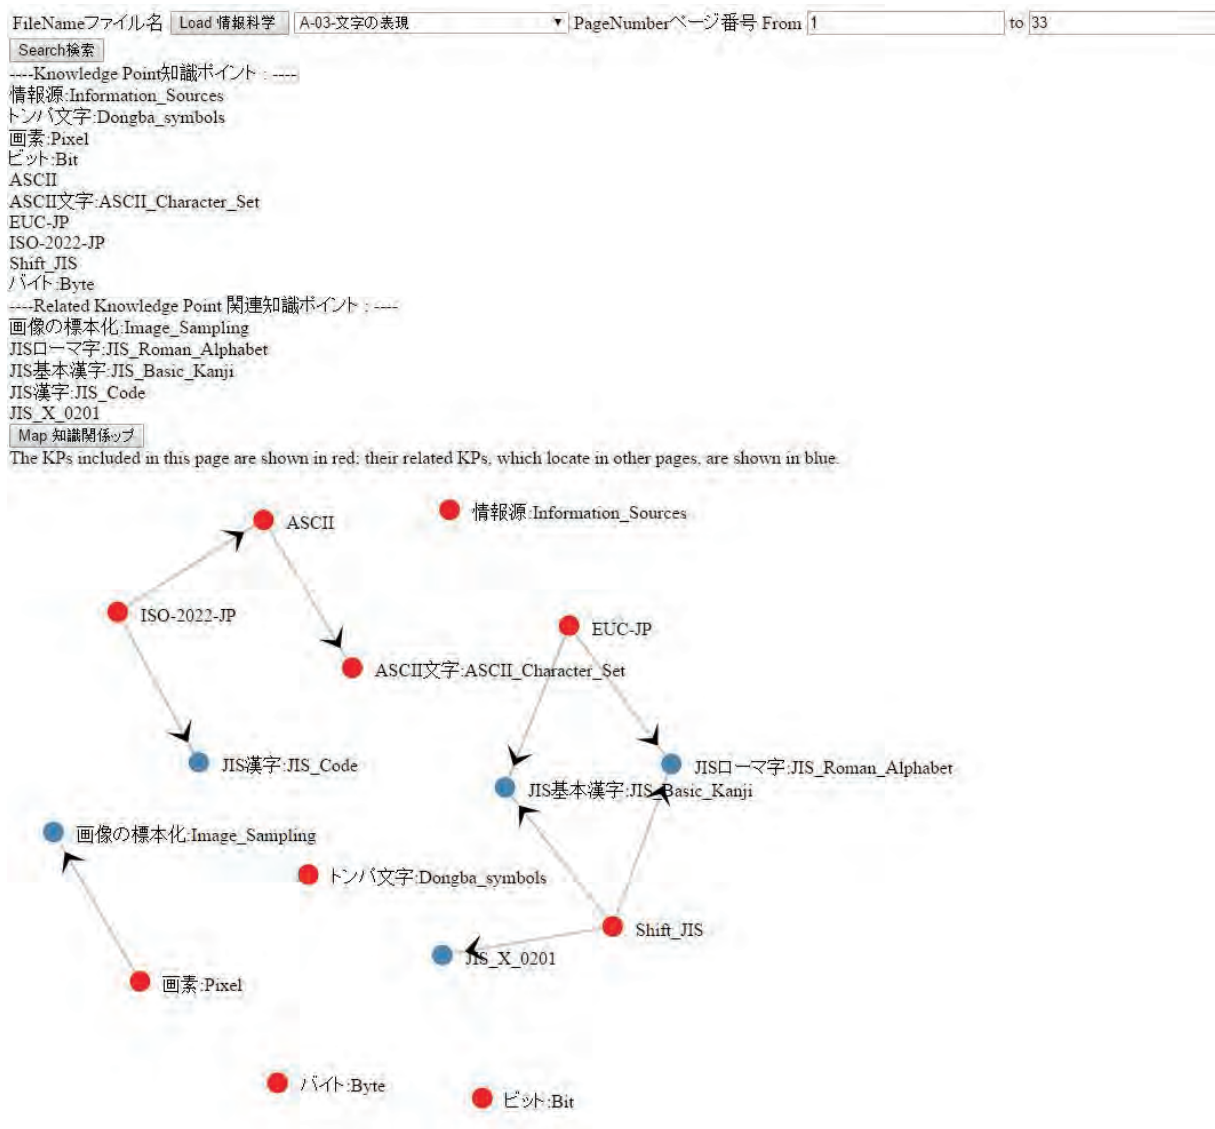 FileNameファイル名 Load 情報科学 A-03-文字の表現 PageNumberページ番号 From 1 to 33
Search検索
----Knowledge Point知識ポイント : ----
情報源:Information_Sources
トンパ文字:Dongba_symbols
画素:Pixel
ビット:Bit
ASCII
ASCII文字:ASCII_Character_Set
EUC-JP
ISO-2022-JP
Shift_JIS
バイト:Byte
----Related Knowledge Point 関連知識ポイント : ----
画像の標本化:Image_Sampling
JISローマ字:JIS_Roman_Alphabet
JIS基本漢字:JIS_Basic_Kanji
JIS漢字:JIS_Code
JIS_X_0201
Map 知識関係ップ
The KPs included in this page are shown in red; their related KPs, which locate in other pages, are shown in blue.
情報源:Information_Sources
ASCII
ISO-2022-JP
EUC-JP
ASCII文字:ASCII_Character_Set
JIS漢字:JIS_Code
JISローマ字:JIS_Roman_Alphabet
JIS基本漢字:JIS_Basic_Kanji
画像の標本化:Image_Sampling
トンパ文字:Dongba_symbols
Shift_JIS
JIS_X_0201
画素:Pixel
バイト:Byte
ビット:Bit